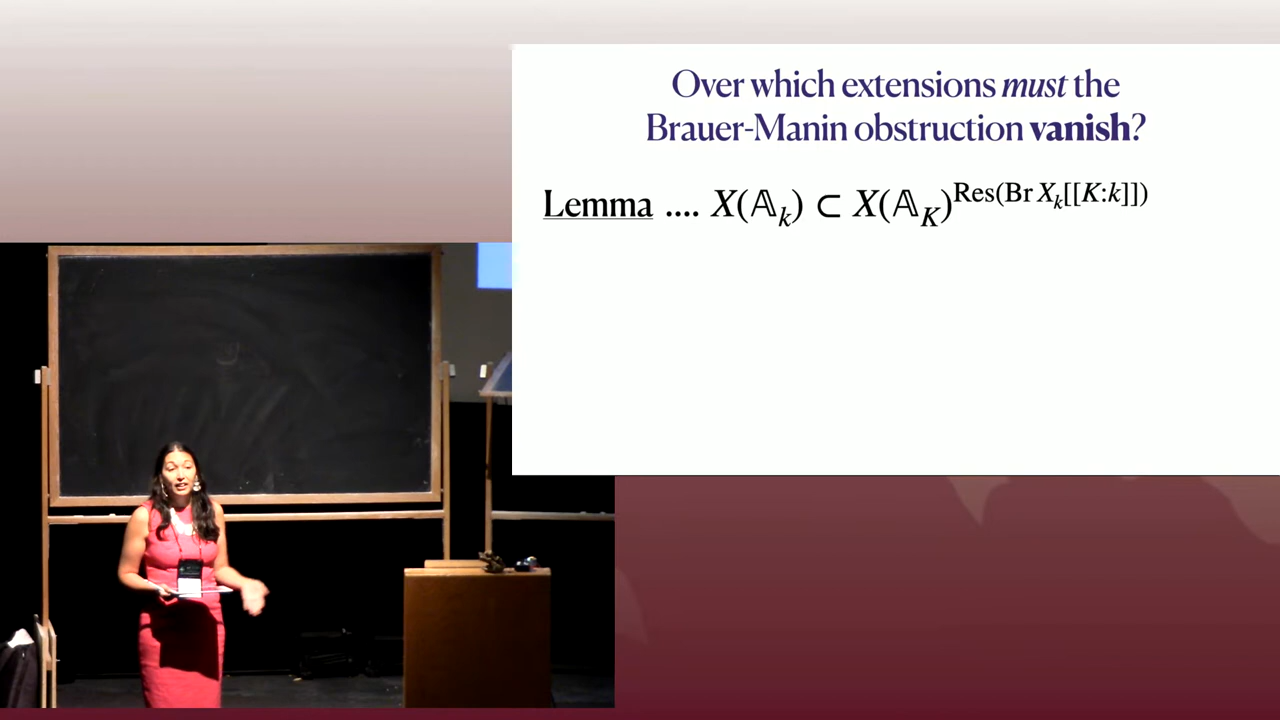 Over which extensions must the
Brauer-Manin obstruction vanish?
Lemma .... X(𝔸_k) ⊂ X(𝔸_K)^{Res(Br X_k[[K:k]])}